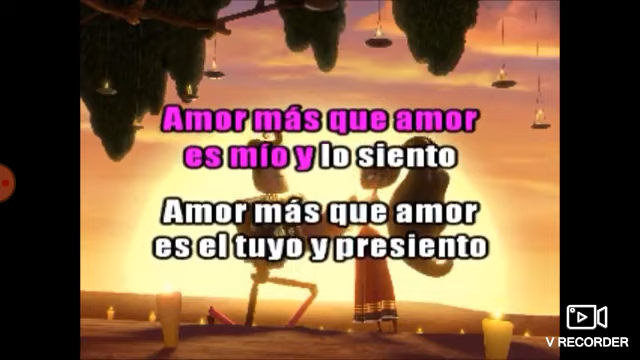 Amor más que amor
es mío y lo siento
Amor más que amor
es el tuyo y presiento
V RECORDER